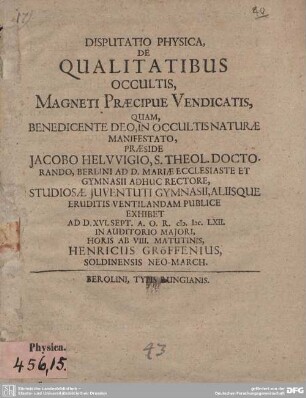 DISPUTATIO PHYSICA,
DE
QUALITATIBUS
OCCULTIS,
MAGNETI PRÆCIPUE VENDICATIS,
QUAM,
BENEDICENTE DEO, IN OCCULTIS NATURÆ
MANIFESTATO,
PRÆSIDE
JACOBO HELVVIGIO, S. THEOL. DOCTO-
RANDO, BERLINI AD D. MARIÆ ECCLESIASTE ET
GYMNASII ADHUC RECTORE,
STUDIOSÆ JUVENTUTI GYMNASII, ALIISQUE
ERUDITIS VENTILANDAM PUBLICE
EXHIBET
AD D. XVI. SEPT. A. O. R. cIɔ. Iɔc. LXII.
IN AUDITORIO MAJORI,
HORIS AB VIII. MATUTINIS,
HENRICUS GRÖFFENIUS,
SOLDINENSIS NEO-MARCH.
BEROLINI, TYPIS RUNGIANIS.
Physica.
456,15.
43